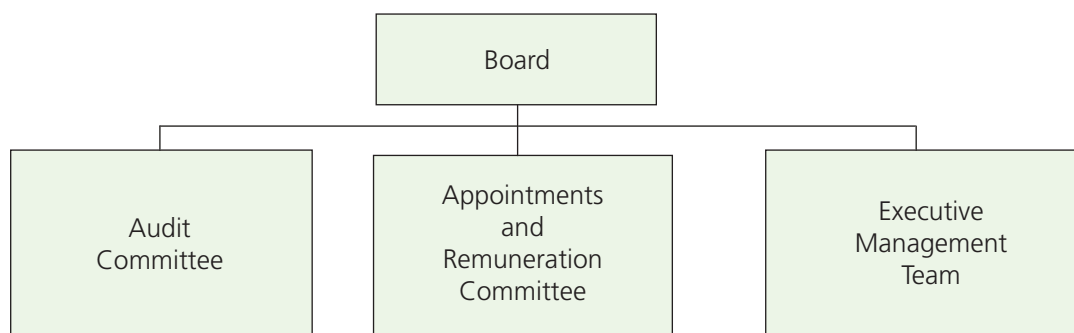 Board
Audit
Committee
Appointments
and
Remuneration
Committee
Executive
Management
Team